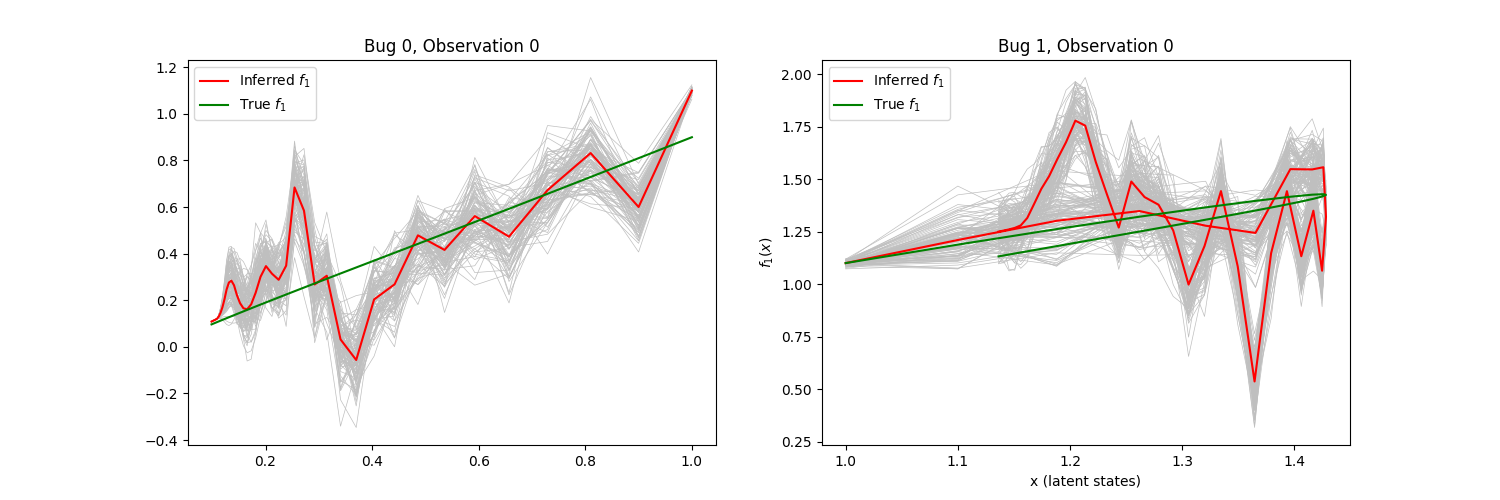 Bug 0, Observation 0
Inferred f₁
True f₁
1.2
1.0
0.8
0.6
0.4
0.2
0.0
−0.2
−0.4
0.2 0.4 0.6 0.8 1.0
Bug 1, Observation 0
Inferred f₁
True f₁
f₁(x)
2.00
1.75
1.50
1.25
1.00
0.75
0.50
0.25
1.0 1.1 1.2 1.3 1.4
x (latent states)